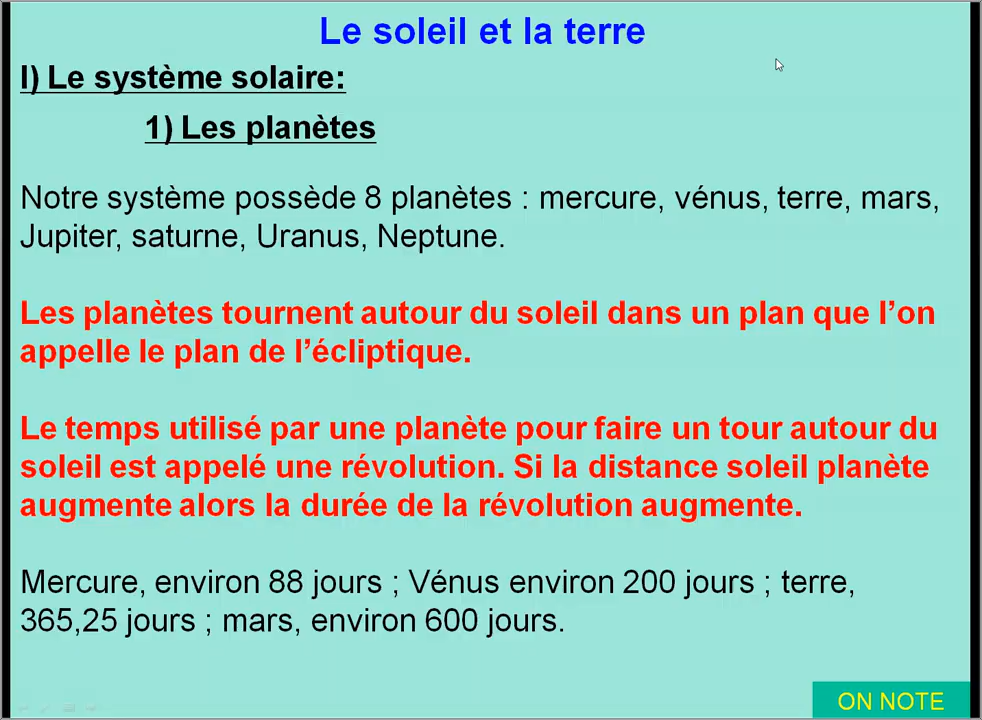 Le soleil et la terre
I) Le système solaire:
1) Les planètes
Notre système possède 8 planètes : mercure, vénus, terre, mars,
Jupiter, saturne, Uranus, Neptune.
Les planètes tournent autour du soleil dans un plan que l’on
appelle le plan de l’écliptique.
Le temps utilisé par une planète pour faire un tour autour du
soleil est appelé une révolution. Si la distance soleil planète
augmente alors la durée de la révolution augmente.
Mercure, environ 88 jours ; Vénus environ 200 jours ; terre,
365,25 jours ; mars, environ 600 jours.
ON NOTE